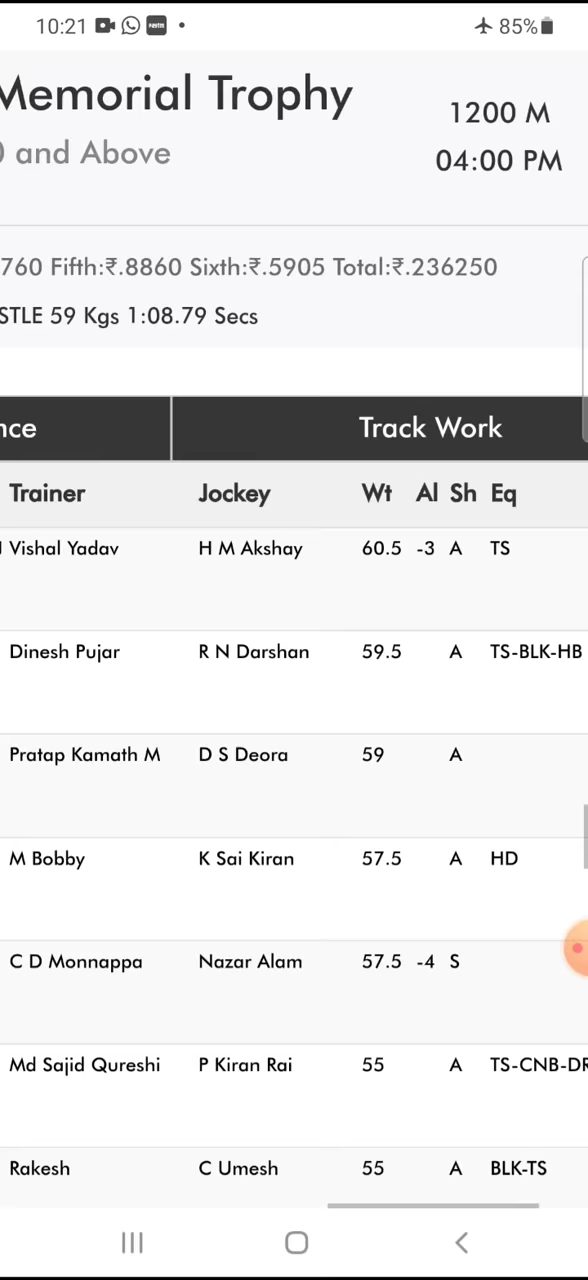 10:21 85%
Memorial Trophy
1200 M
and Above
04:00 PM
760 Fifth:₹.8860 Sixth:₹.5905 Total:₹.236250
STLE 59 Kgs 1:08.79 Secs
nce Track Work
Trainer Jockey Wt Al Sh Eq
Vishal Yadav H M Akshay 60.5 -3 A TS
Dinesh Pujar R N Darshan 59.5 A TS-BLK-HB
Pratap Kamath M D S Deora 59 A
M Bobby K Sai Kiran 57.5 A HD
C D Monnappa Nazar Alam 57.5 -4 S
Md Sajid Qureshi P Kiran Rai 55 A TS-CNB-DR
Rakesh C Umesh 55 A BLK-TS